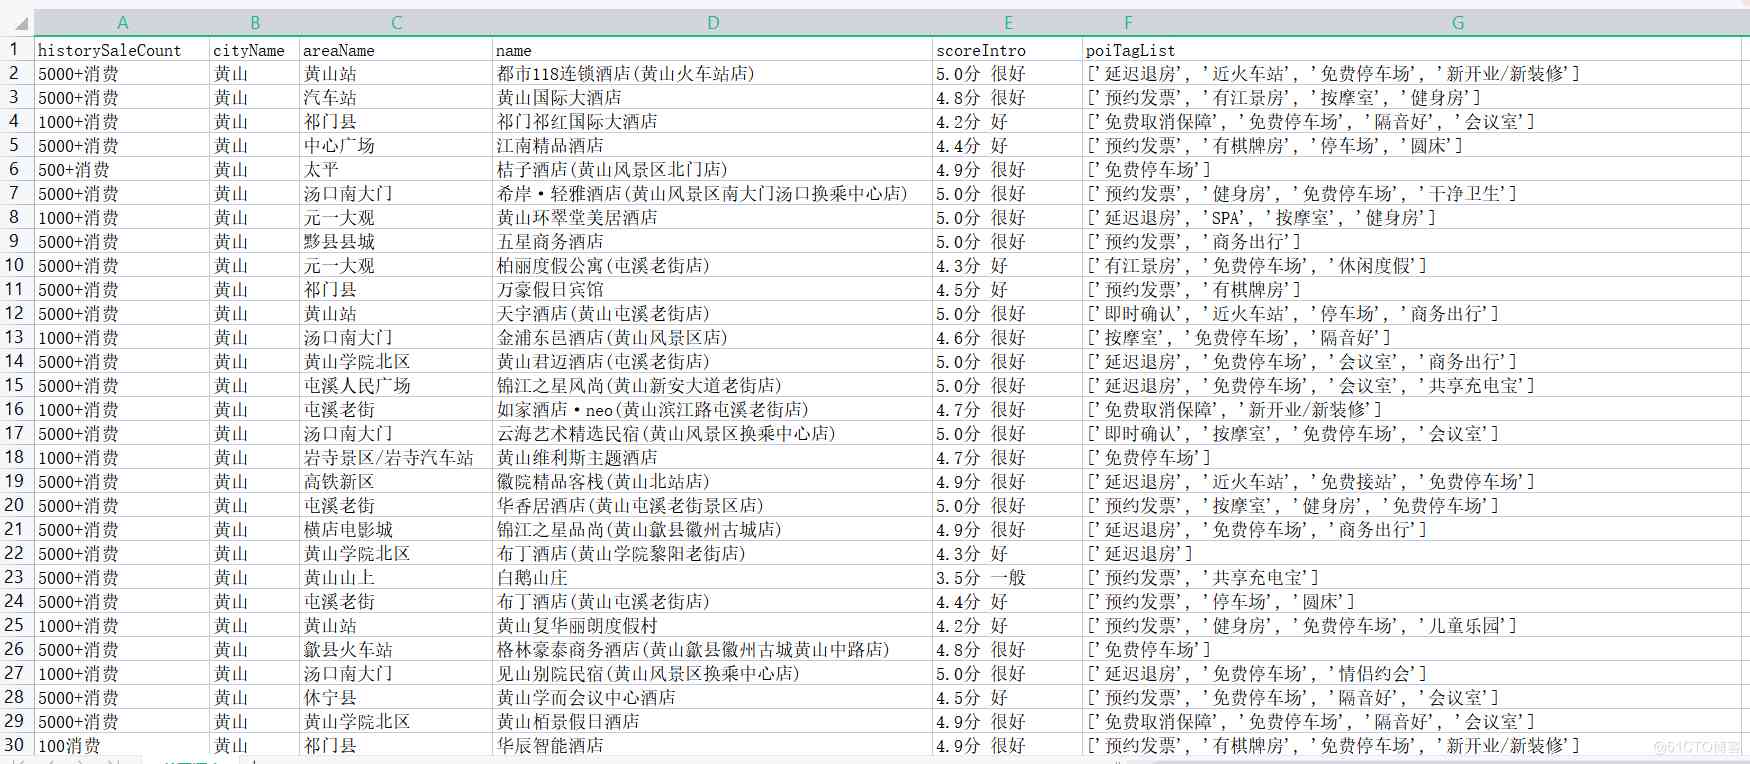 A B C D E F G
1 historySaleCount cityName areaName name scoreIntro poiTagList
2 5000+消费 黄山 黄山站 都市118连锁酒店(黄山火车站店) 5.0分 很好 ['延迟退房', '近火车站', '免费停车场', '新开业/新装修']
3 5000+消费 黄山 汽车站 黄山国际大酒店 4.8分 很好 ['预约发票', '有江景房', '按摩室', '健身房']
4 1000+消费 黄山 祁门县 祁门祁红国际大酒店 4.2分 好 ['免费取消保障', '免费停车场', '隔音好', '会议室']
5 5000+消费 黄山 中心广场 江南精品酒店 4.4分 好 ['预约发票', '有棋牌房', '停车场', '圆床']
6 500+消费 黄山 太平 桔子酒店(黄山风景区北门店) 4.9分 很好 ['免费停车场']
7 5000+消费 黄山 汤口南大门 希岸·轻雅酒店(黄山风景区南大门汤口换乘中心店) 5.0分 很好 ['预约发票', '健身房', '免费停车场', '干净卫生']
8 1000+消费 黄山 元一大观 黄山环翠堂美居酒店 5.0分 很好 ['延迟退房', 'SPA', '按摩室', '健身房']
9 5000+消费 黄山 黟县县城 五星商务酒店 5.0分 很好 ['预约发票', '商务出行']
10 5000+消费 黄山 元一大观 柏丽度假公寓(屯溪老街店) 4.3分 好 ['有江景房', '免费停车场', '休闲度假']
11 5000+消费 黄山 祁门县 万豪假日宾馆 4.5分 好 ['预约发票', '有棋牌房']
12 5000+消费 黄山 黄山站 天宇酒店(黄山屯溪老街店) 5.0分 很好 ['即时确认', '近火车站', '停车场', '商务出行']
13 1000+消费 黄山 汤口南大门 金浦东邑酒店(黄山风景区店) 4.6分 很好 ['按摩室', '免费停车场', '隔音好']
14 5000+消费 黄山 黄山学院北区 黄山君迈酒店(屯溪老街店) 5.0分 很好 ['延迟退房', '免费停车场', '会议室', '商务出行']
15 5000+消费 黄山 屯溪人民广场 锦江之星风尚(黄山新安大道老街店) 5.0分 很好 ['延迟退房', '免费停车场', '会议室', '共享充电宝']
16 1000+消费 黄山 屯溪老街 如家酒店·neo(黄山滨江路屯溪老街店) 4.7分 很好 ['免费取消保障', '新开业/新装修']
17 5000+消费 黄山 汤口南大门 云海艺术精选民宿(黄山风景区换乘中心店) 5.0分 很好 ['即时确认', '按摩室', '免费停车场', '会议室']
18 1000+消费 黄山 岩寺景区/岩寺汽车站 黄山维利斯主题酒店 4.7分 很好 ['免费停车场']
19 5000+消费 黄山 高铁新区 徽院精品客栈(黄山北站店) 4.9分 很好 ['延迟退房', '近火车站', '免费接站', '免费停车场']
20 5000+消费 黄山 屯溪老街 华香居酒店(黄山屯溪老街景区店) 5.0分 很好 ['预约发票', '按摩室', '健身房', '免费停车场']
21 5000+消费 黄山 横店电影城 锦江之星品尚(黄山歙县徽州古城店) 4.9分 很好 ['延迟退房', '免费停车场', '商务出行']
22 5000+消费 黄山 黄山学院北区 布丁酒店(黄山学院黎阳老街店) 4.3分 好 ['延迟退房']
23 5000+消费 黄山 黄山山上 白鹅山庄 3.5分 一般 ['预约发票', '共享充电宝']
24 5000+消费 黄山 屯溪老街 布丁酒店(黄山屯溪老街店) 4.4分 好 ['预约发票', '停车场', '圆床']
25 1000+消费 黄山 黄山站 黄山复华丽朗度假村 4.2分 好 ['预约发票', '健身房', '免费停车场', '儿童乐园']
26 5000+消费 黄山 歙县火车站 格林豪泰商务酒店(黄山歙县徽州古城黄山中路店) 4.8分 很好 ['免费停车场']
27 1000+消费 黄山 汤口南大门 见山别院民宿(黄山风景区换乘中心店) 5.0分 很好 ['延迟退房', '免费停车场', '情侣约会']
28 5000+消费 黄山 休宁县 黄山学而会议中心酒店 4.5分 好 ['预约发票', '免费停车场', '隔音好', '会议室']
29 5000+消费 黄山 黄山学院北区 黄山栢景假日酒店 4.9分 很好 ['免费取消保障', '免费停车场', '隔音好', '会议室']
30 100消费 黄山 祁门县 华辰智能酒店 4.9分 很好 ['预约发票', '有棋牌房', '免费停车场', '新开业/新装修']
@51CTO博客